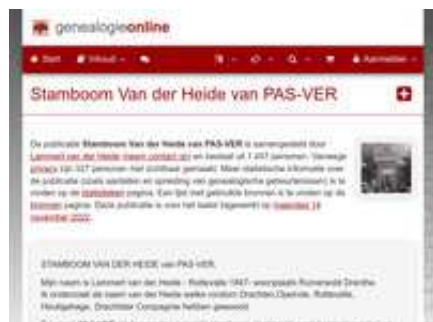 genealogieonline
Start Inhoud Aanmelden
Stamboom Van der Heide van PAS-VER
De publicatie Stamboom Van der Heide van PAS-VER is samengesteld door
Lammert van der Heide (neem contact op) en bestaat uit 7.497 personen. Vanwege
privacy zijn 327 personen niet zichtbaar gemaakt. Meer statistische informatie over
de publicatie (zoals aantallen en spreiding van genealogische gebeurtenissen) is te
vinden op de statistieken pagina. Een lijst met gebruikte bronnen is te vinden op de
bronnen pagina. Deze publicatie is voor het laatst bijgewerkt op maandag 14
november 2022.
STAMBOOM VAN DER HEIDE van PAS-VER.
Mijn naam is Lammert van der Heide - Rottevalle 1947- woonplaats Ruinerwold Drenthe.
Ik onderzoek de naam van der Heide welke rondom Drachten, Opeinde, Rottevalle,
Houtigehage, Drachtster Compagnie hebben gewoond.